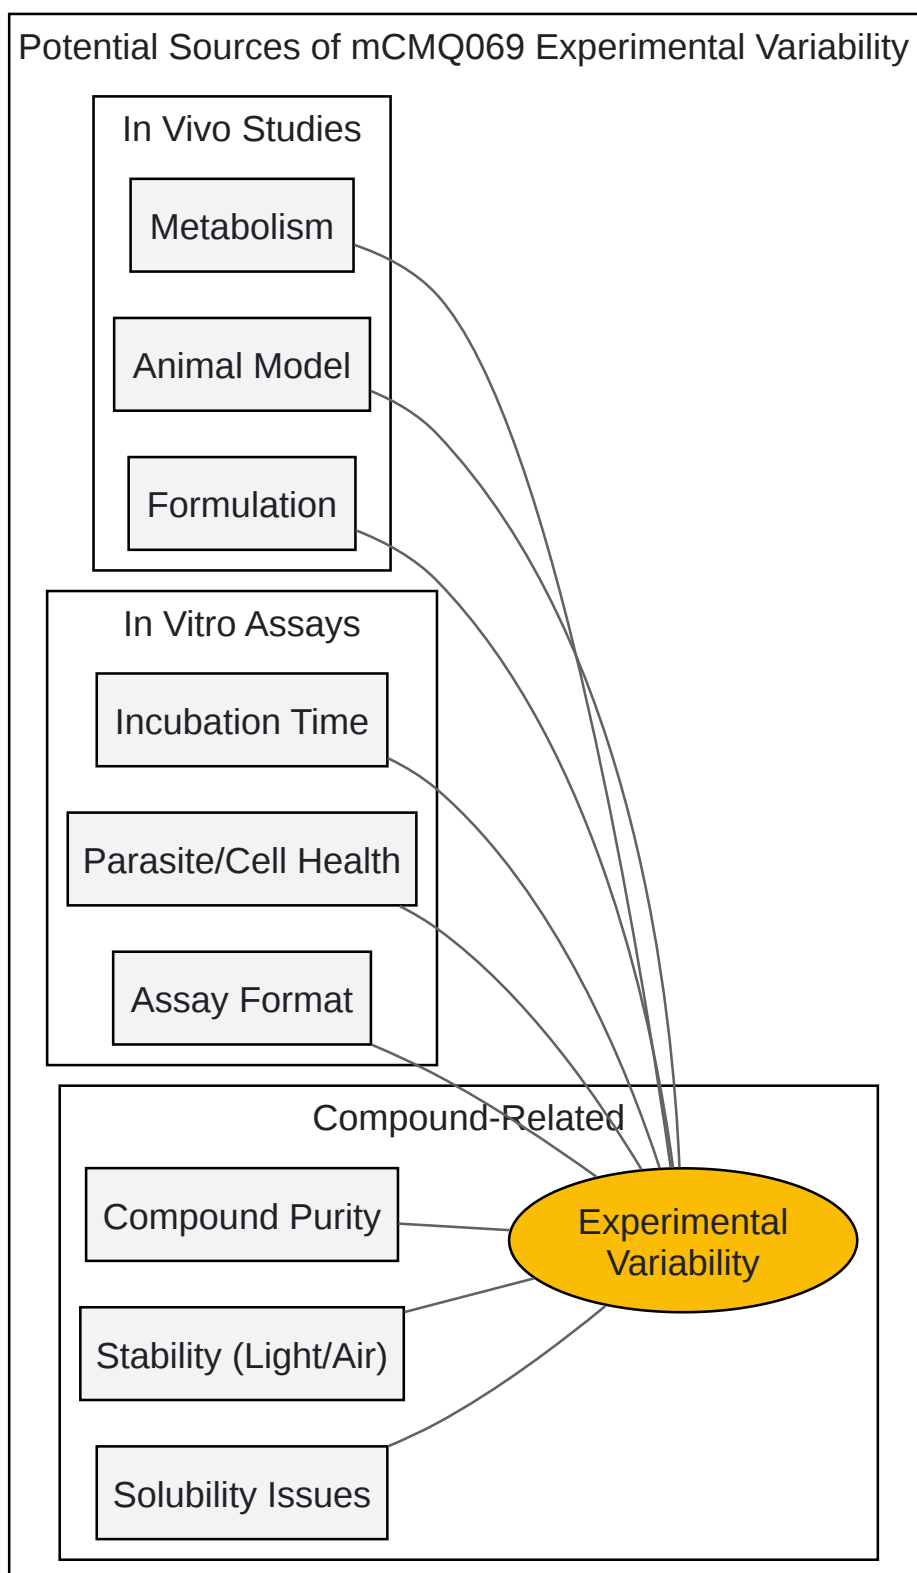 Potential Sources of mCMQ069 Experimental Variability
In Vivo Studies
Metabolism
Animal Model
Formulation
In Vitro Assays
Incubation Time
Parasite/Cell Health
Assay Format
Compound-Related
Compound Purity
Experimental
Variability
Stability (Light/Air)
Solubility Issues